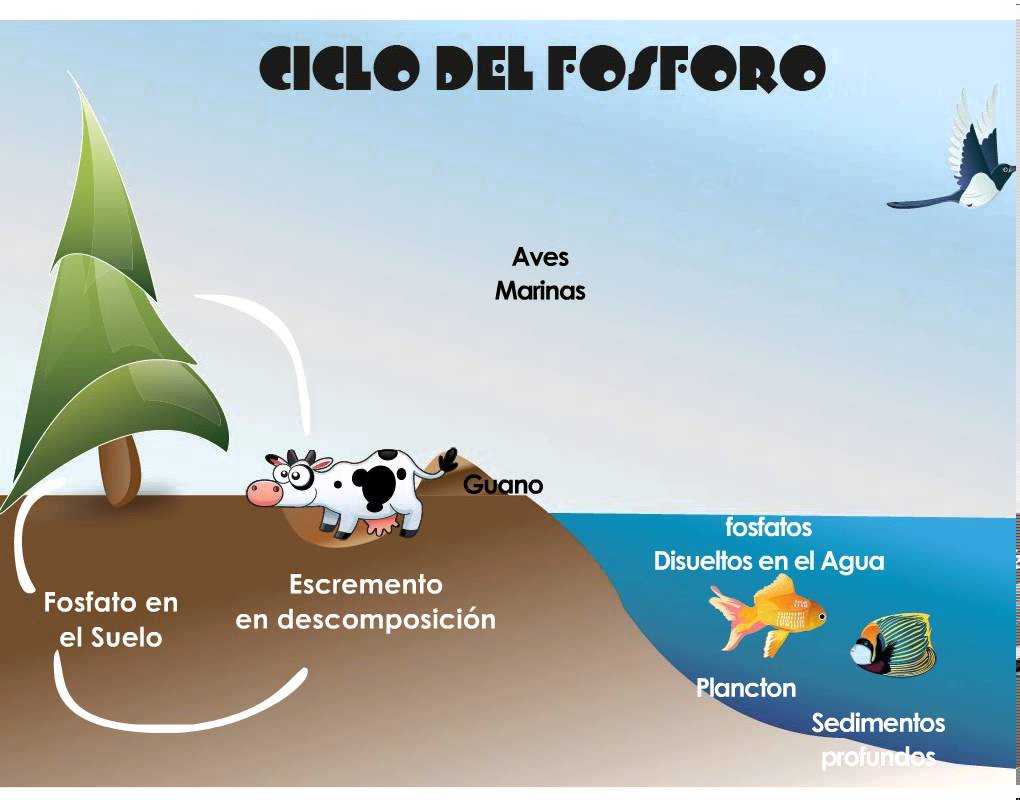 CICLO DEL FOSFORO
Aves
Marinas
Guano
fosfatos
Disueltos en el Agua
Escremento
en descomposición
Fosfato en
el Suelo
Plancton
Sedimentos
profundos